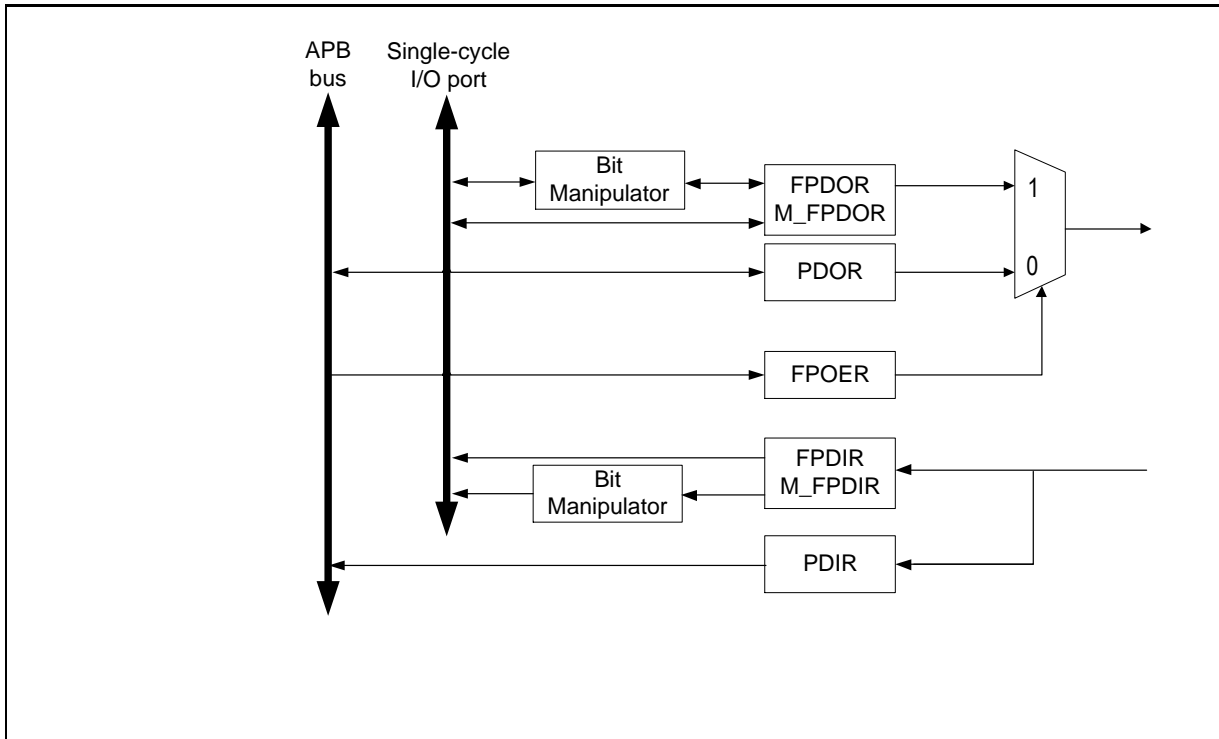 APB
bus
Single-cycle
I/O port
Bit
Manipulator
FPDOR
M_FPDOR
1
PDOR
0
FPOER
FPDIR
M_FPDIR
Bit
Manipulator
PDIR